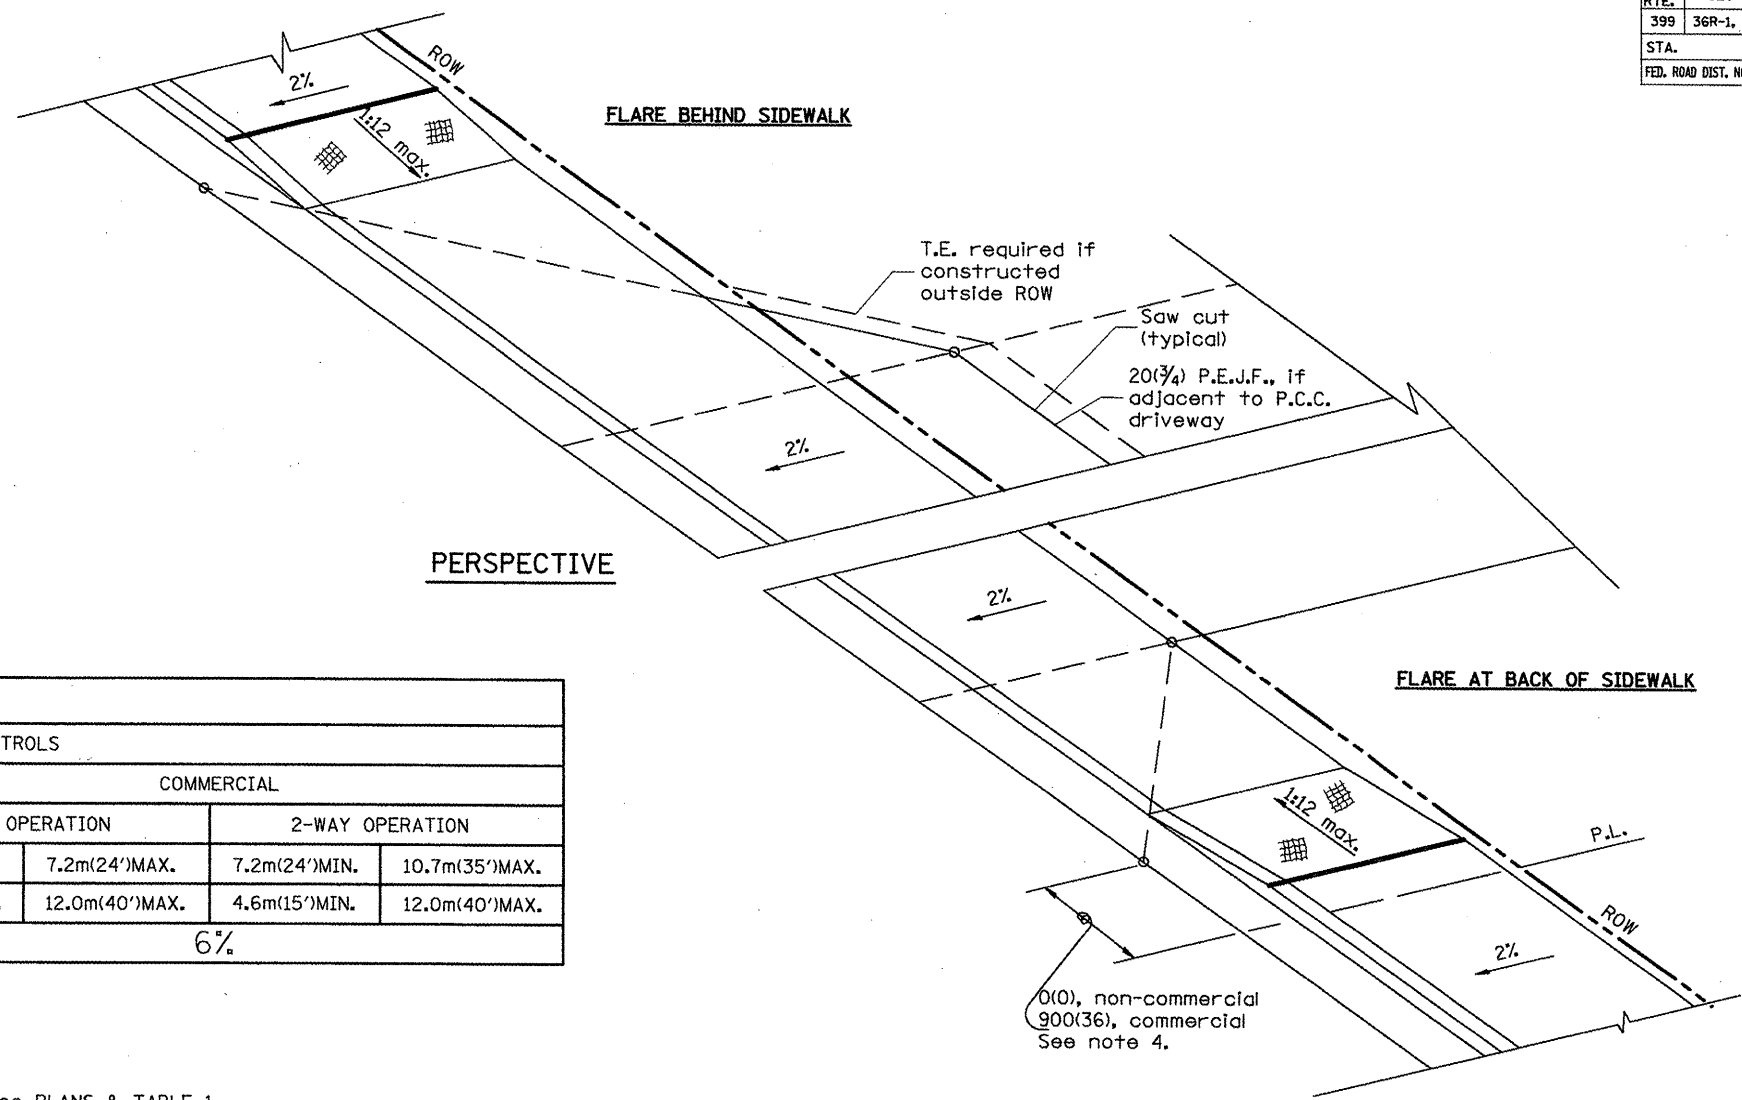 RTE.
399 36R-1,
STA.
FED. ROAD DIST. N
ROW
2%
FLARE BEHIND SIDEWALK
1:12 max.
T.E. required if
constructed
outside ROW
Saw cut
(typical)
20(3/4) P.E.J.F., if
adjacent to P.C.C.
driveway
2%
PERSPECTIVE
2%
FLARE AT BACK OF SIDEWALK
TROLS
COMMERCIAL
OPERATION 2-WAY OPERATION
7.2m(24')MAX. 7.2m(24')MIN. 10.7m(35')MAX.
12.0m(40')MAX. 4.6m(15')MIN. 12.0m(40')MAX.
6%
1:12 max.
P.L.
ROW
2%
0(0), non-commercial
900(36), commercial
See note 4.
PLANS & TABLE 1